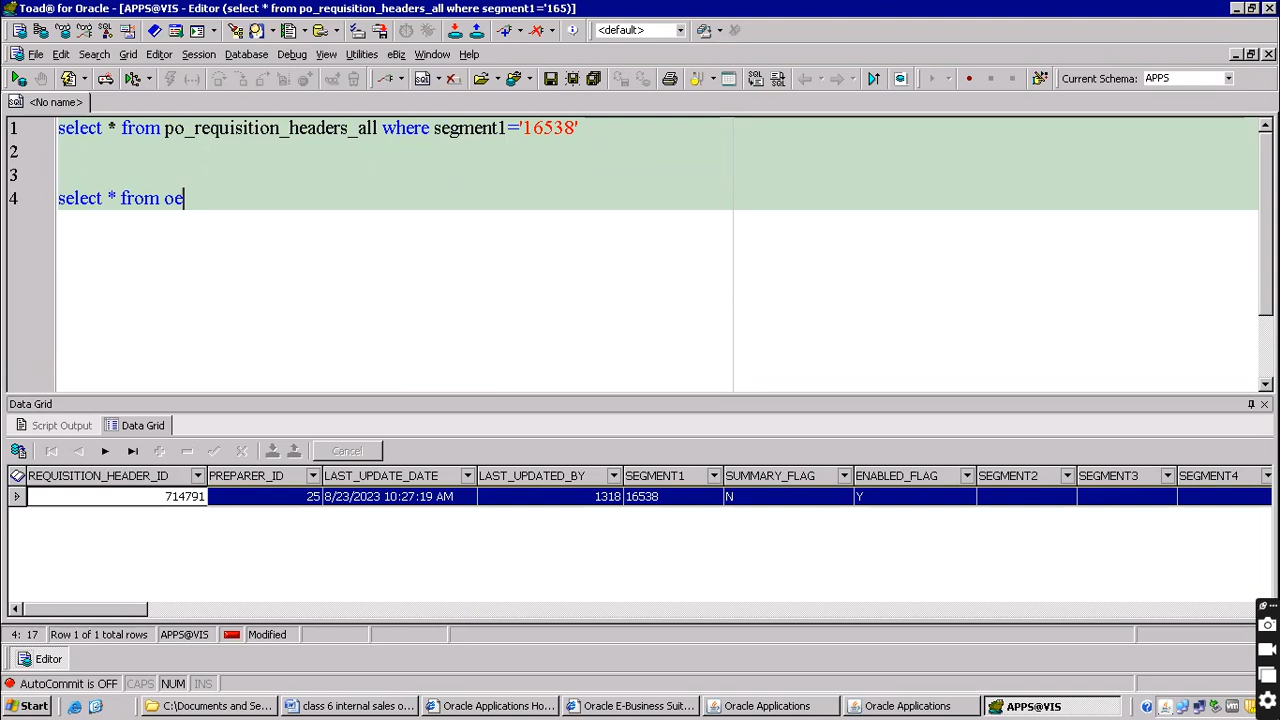 Toad® for Oracle - [APPS@VIS - Editor (select * from po_requisition_headers_all where segment1='165)]
<default>
File Edit Search Grid Editor Session Database Debug View Utilities eBiz Window Help
SQL SQL Current Schema: APPS
<No name>
1 select * from po_requisition_headers_all where segment1='16538'
2
3
4 select * from oe
Data Grid
Script Output Data Grid
Cancel
REQUISITION_HEADER_ID PREPARER_ID LAST_UPDATE_DATE LAST_UPDATED_BY SEGMENT1 SUMMARY_FLAG ENABLED_FLAG SEGMENT2 SEGMENT3 SEGMENT4
714791 25 8/23/2023 10:27:19 AM 1318 16538 N Y
4: 17 Row 1 of 1 total rows APPS@VIS Modified
Editor
AutoCommit is OFF CAPS NUM INS
Start C:\Documents and Se... class 6 internal sales o... Oracle Applications Ho... Oracle E-Business Suit... Oracle Applications Oracle Applications APPS@VIS